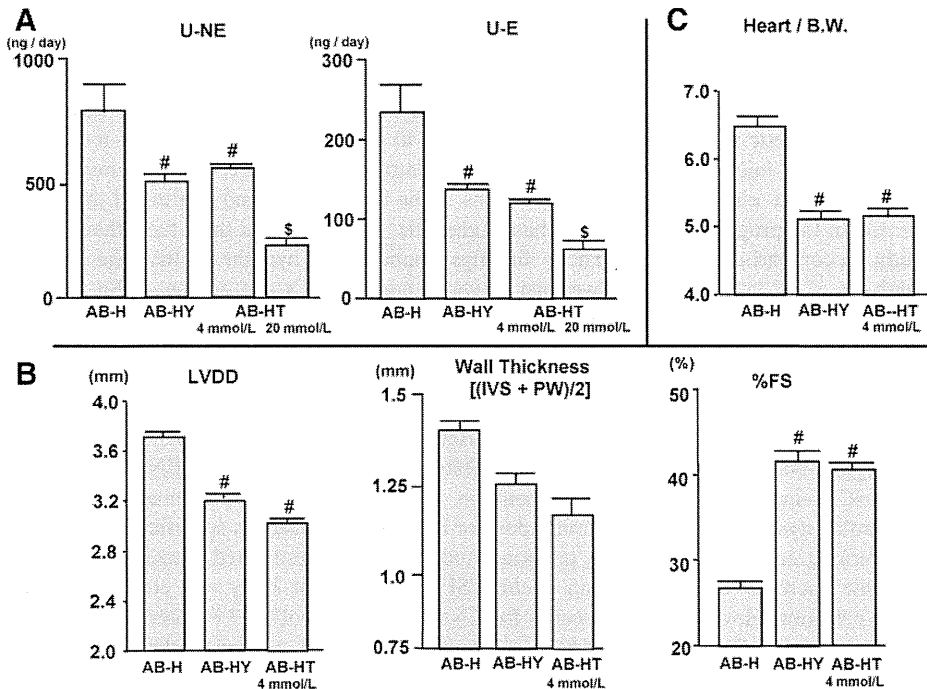 A
U-NE
(ng / day)
1000
500
0
#
#
$
AB-H
AB-HY
AB-HT
4 mmol/L
20 mmol/L
U-E
(ng / day)
300
200
100
0
#
#
$
AB-H
AB-HY
AB-HT
4 mmol/L
20 mmol/L
C
Heart / B.W.
7.0
6.0
5.0
4.0
#
#
AB-H
AB-HY
AB--HT
4 mmol/L
B
LVDD
(mm)
4.0
3.6
3.2
2.8
2.4
2.0
#
#
AB-H
AB-HY
AB-HT
4 mmol/L
Wall Thickness
[(IVS + PW)/2]
(mm)
1.5
1.25
1.0
0.75
AB-H
AB-HY
AB-HT
4 mmol/L
%FS
(%)
50
40
30
20
#
#
AB-H
AB-HY
AB-HT
4 mmol/L